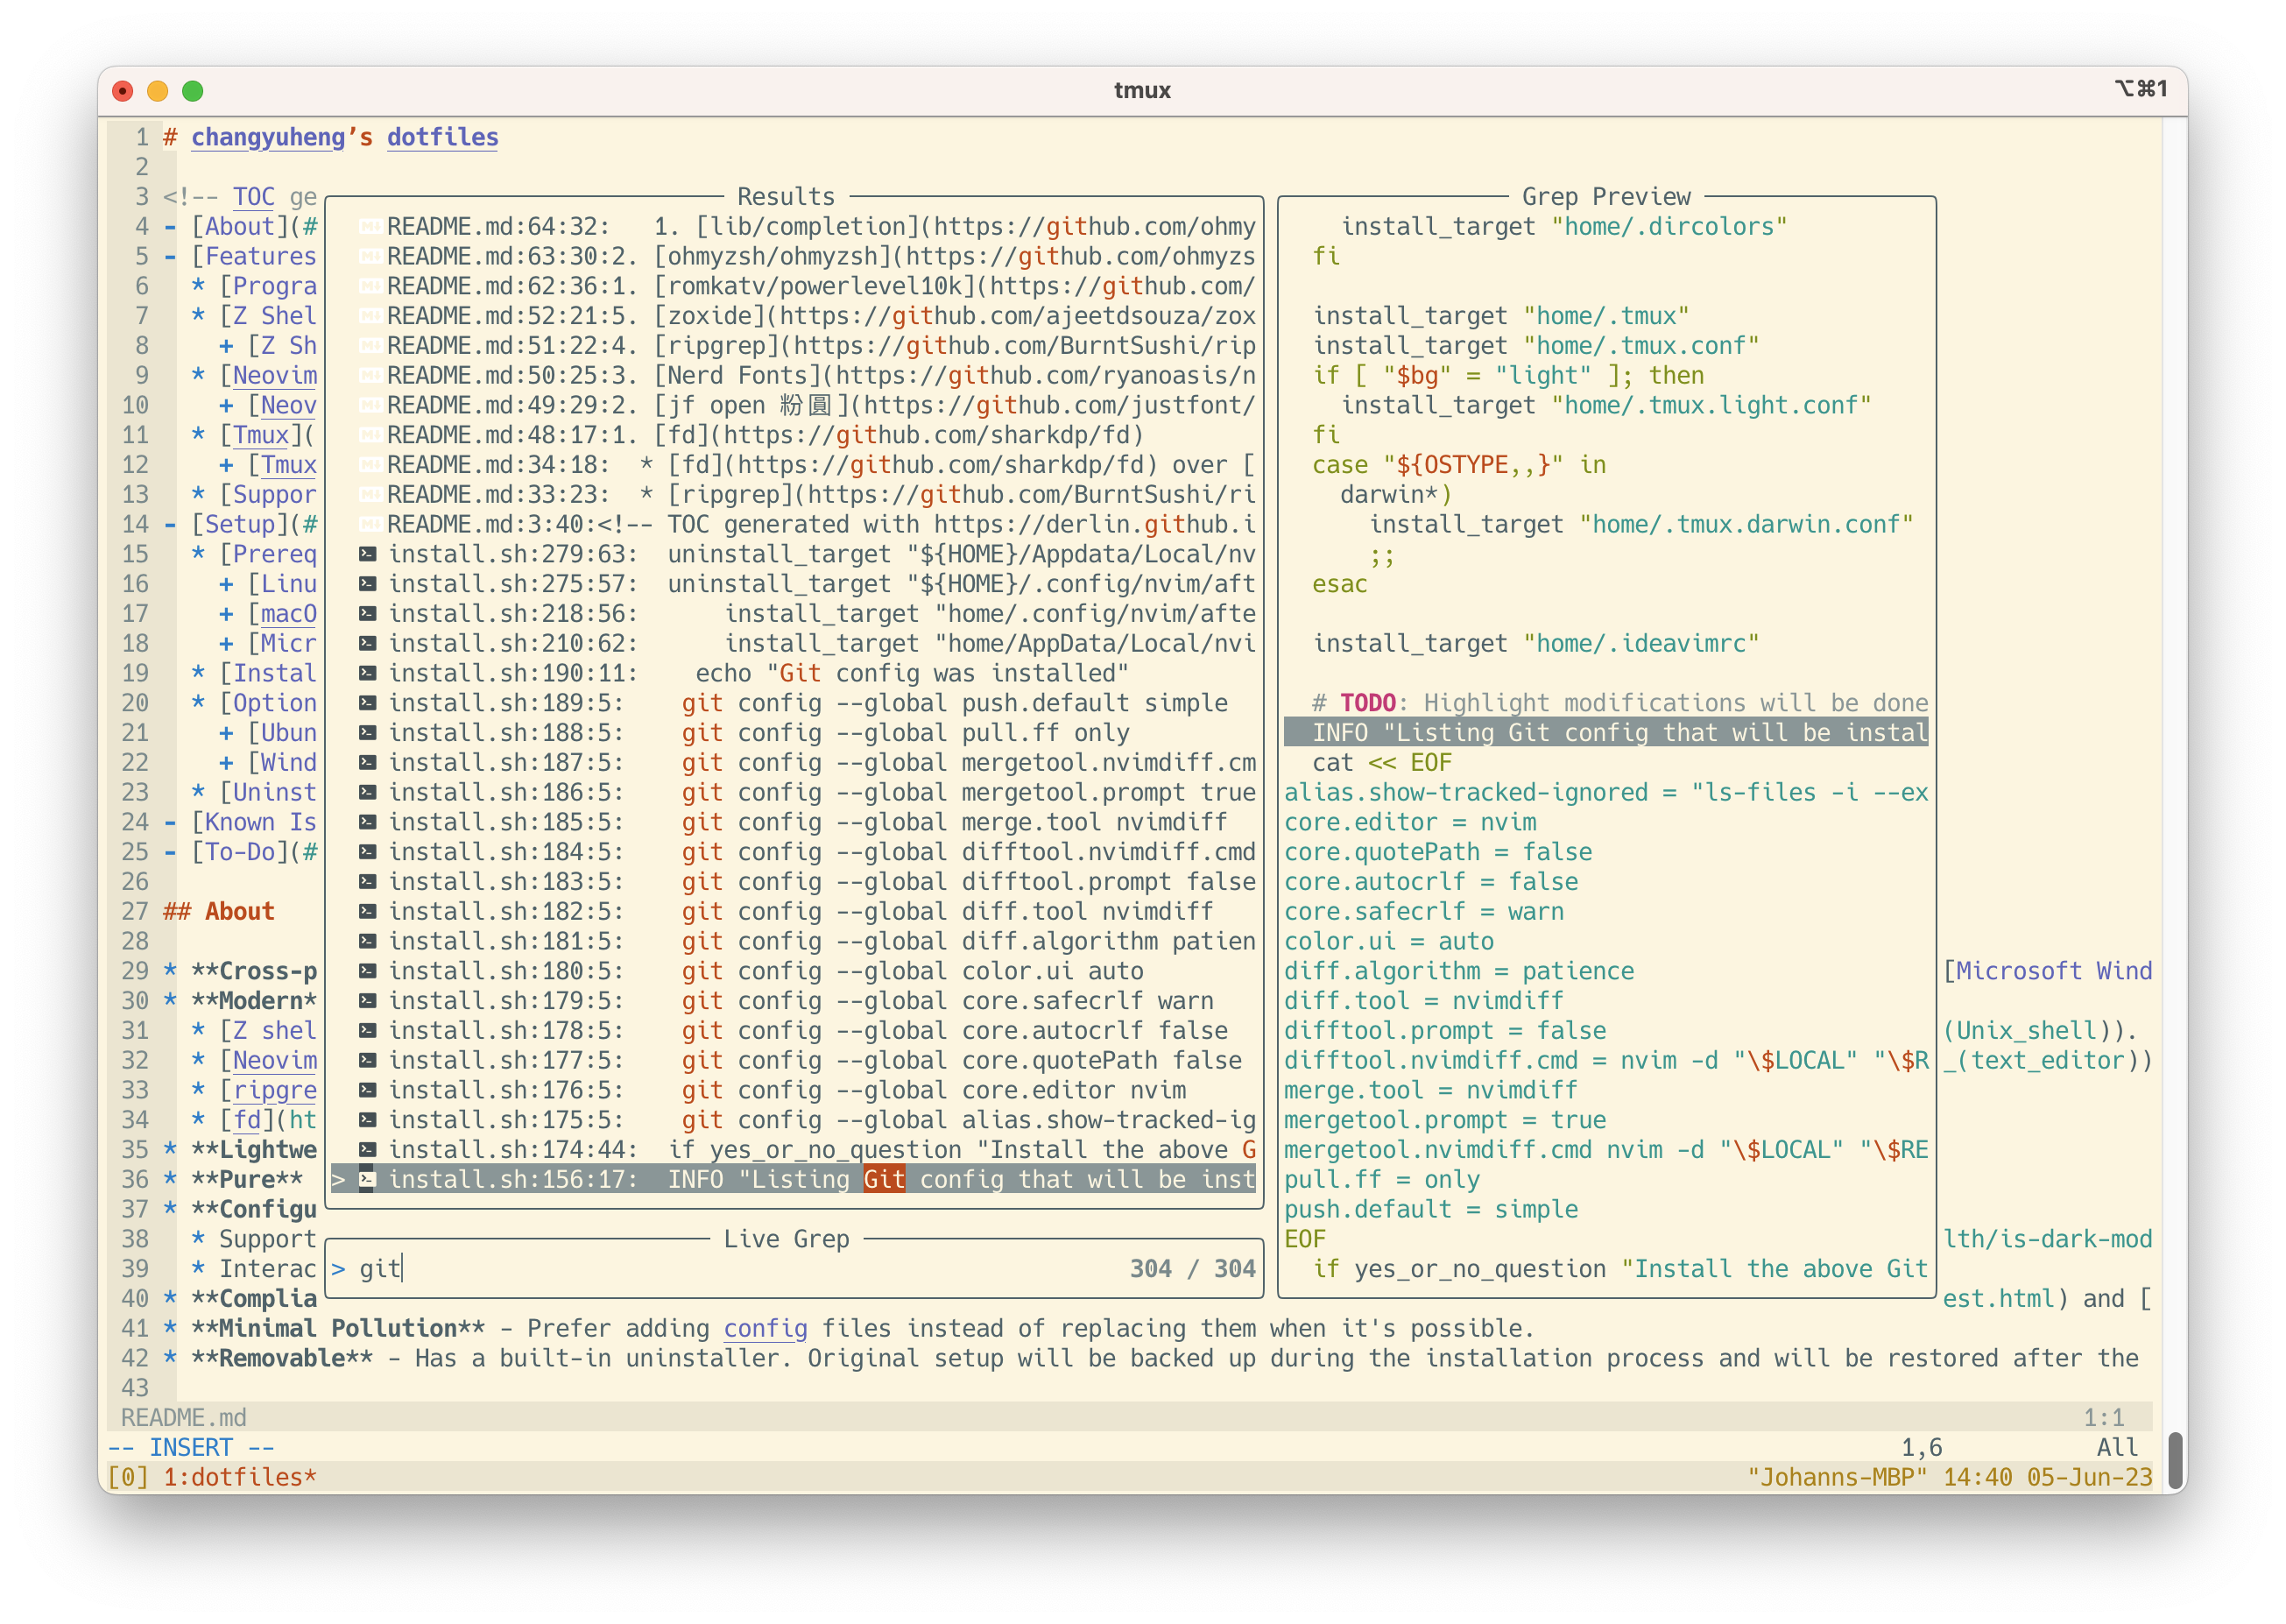 tmux
⌥⌘1
1 # changyuheng's dotfiles
2
3 <!-- TOC ge
4 - [About](#
5 - [Features
6 * [Progra
7 * [Z Shel
8 + [Z Sh
9 * [Neovim
10 + [Neov
11 * [Tmux](
12 + [Tmux
13 * [Suppor
14 - [Setup](#
15 * [Prereq
16 + [Linu
17 + [macO
18 + [Micr
19 * [Instal
20 * [Option
21 + [Ubun
22 + [Wind
23 * [Uninst
24 - [Known Is
25 - [To-Do](#
26
27 ## About
28
29 * **Cross-p
30 * **Modern*
31 * [Z shel
32 * [Neovim
33 * [ripgre
34 * [fd](ht
35 * **Lightwe
36 * **Pure**
37 * **Configu
38 * Support
39 * Interac
40 * **Complia
Results
README.md:64:32:   1. [lib/completion](https://github.com/ohmy
README.md:63:30:2. [ohmyzsh/ohmyzsh](https://github.com/ohmyzs
README.md:62:36:1. [romkatv/powerlevel10k](https://github.com/
README.md:52:21:5. [zoxide](https://github.com/ajeetdsouza/zox
README.md:51:22:4. [ripgrep](https://github.com/BurntSushi/rip
README.md:50:25:3. [Nerd Fonts](https://github.com/ryanoasis/n
README.md:49:29:2. [jf open 粉圓](https://github.com/justfont/
README.md:48:17:1. [fd](https://github.com/sharkdp/fd)
README.md:34:18:  * [fd](https://github.com/sharkdp/fd) over [
README.md:33:23:  * [ripgrep](https://github.com/BurntSushi/ri
README.md:3:40:<!-- TOC generated with https://derlin.github.i
install.sh:279:63:  uninstall_target "${HOME}/Appdata/Local/nv
install.sh:275:57:  uninstall_target "${HOME}/.config/nvim/aft
install.sh:218:56:      install_target "home/.config/nvim/afte
install.sh:210:62:      install_target "home/AppData/Local/nvi
install.sh:190:11:    echo "Git config was installed"
install.sh:189:5:    git config --global push.default simple
install.sh:188:5:    git config --global pull.ff only
install.sh:187:5:    git config --global mergetool.nvimdiff.cm
install.sh:186:5:    git config --global mergetool.prompt true
install.sh:185:5:    git config --global merge.tool nvimdiff
install.sh:184:5:    git config --global difftool.nvimdiff.cmd
install.sh:183:5:    git config --global difftool.prompt false
install.sh:182:5:    git config --global diff.tool nvimdiff
install.sh:181:5:    git config --global diff.algorithm patien
install.sh:180:5:    git config --global color.ui auto
install.sh:179:5:    git config --global core.safecrlf warn
install.sh:178:5:    git config --global core.autocrlf false
install.sh:177:5:    git config --global core.quotePath false
install.sh:176:5:    git config --global core.editor nvim
install.sh:175:5:    git config --global alias.show-tracked-ig
install.sh:174:44:  if yes_or_no_question "Install the above G
> install.sh:156:17:  INFO "Listing Git config that will be inst
Live Grep
> git 304 / 304
Grep Preview
install_target "home/.dircolors"
fi
install_target "home/.tmux"
install_target "home/.tmux.conf"
if [ "$bg" = "light" ]; then
install_target "home/.tmux.light.conf"
fi
case "${OSTYPE,,}" in
darwin*)
install_target "home/.tmux.darwin.conf"
;;
esac
install_target "home/.ideavimrc"
# TODO: Highlight modifications will be done
INFO "Listing Git config that will be instal
cat << EOF
alias.show-tracked-ignored = "ls-files -i --ex
core.editor = nvim
core.quotePath = false
core.autocrlf = false
core.safecrlf = warn
color.ui = auto
diff.algorithm = patience
diff.tool = nvimdiff
difftool.prompt = false
difftool.nvimdiff.cmd = nvim -d "\$LOCAL" "\$R
merge.tool = nvimdiff
mergetool.prompt = true
mergetool.nvimdiff.cmd nvim -d "\$LOCAL" "\$RE
pull.ff = only
push.default = simple
EOF
if yes_or_no_question "Install the above Git
[Microsoft Wind
(Unix_shell)).
_(text_editor))
lth/is-dark-mod
est.html) and [
41 * **Minimal Pollution** - Prefer adding config files instead of replacing them when it's possible.
42 * **Removable** - Has a built-in uninstaller. Original setup will be backed up during the installation process and will be restored after the
43
README.md 1:1
-- INSERT -- 1,6 All
[0] 1:dotfiles* "Johanns-MBP" 14:40 05-Jun-23